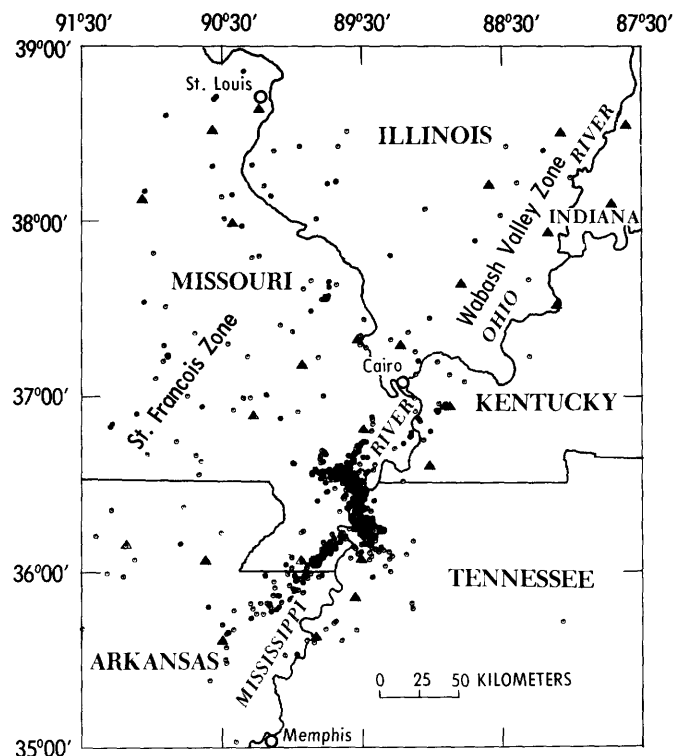 91°30′ 90°30′ 89°30′ 88°30′ 87°30′
39°00′
St. Louis
ILLINOIS
RIVER
Wabash Valley Zone
38°00′
INDIANA
MISSOURI
OHIO
St. Francois Zone
Cairo
37°00′
KENTUCKY
RIVER
36°00′
TENNESSEE
MISSISSIPPI
ARKANSAS
0 25 50 KILOMETERS
35°00′
Memphis